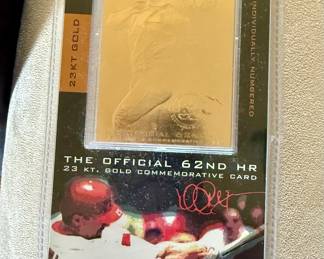 23KT GOLD
INDIVIDUALLY NUMBERED
THE OFFICIAL 62ND HR
23 KT. GOLD COMMEMORATIVE CARD